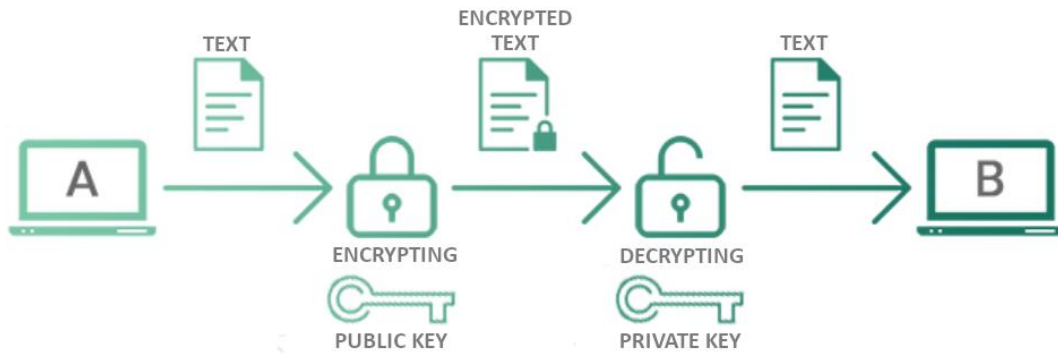 ENCRYPTED
TEXT
TEXT
TEXT
A
B
ENCRYPTING
DECRYPTING
PUBLIC KEY
PRIVATE KEY